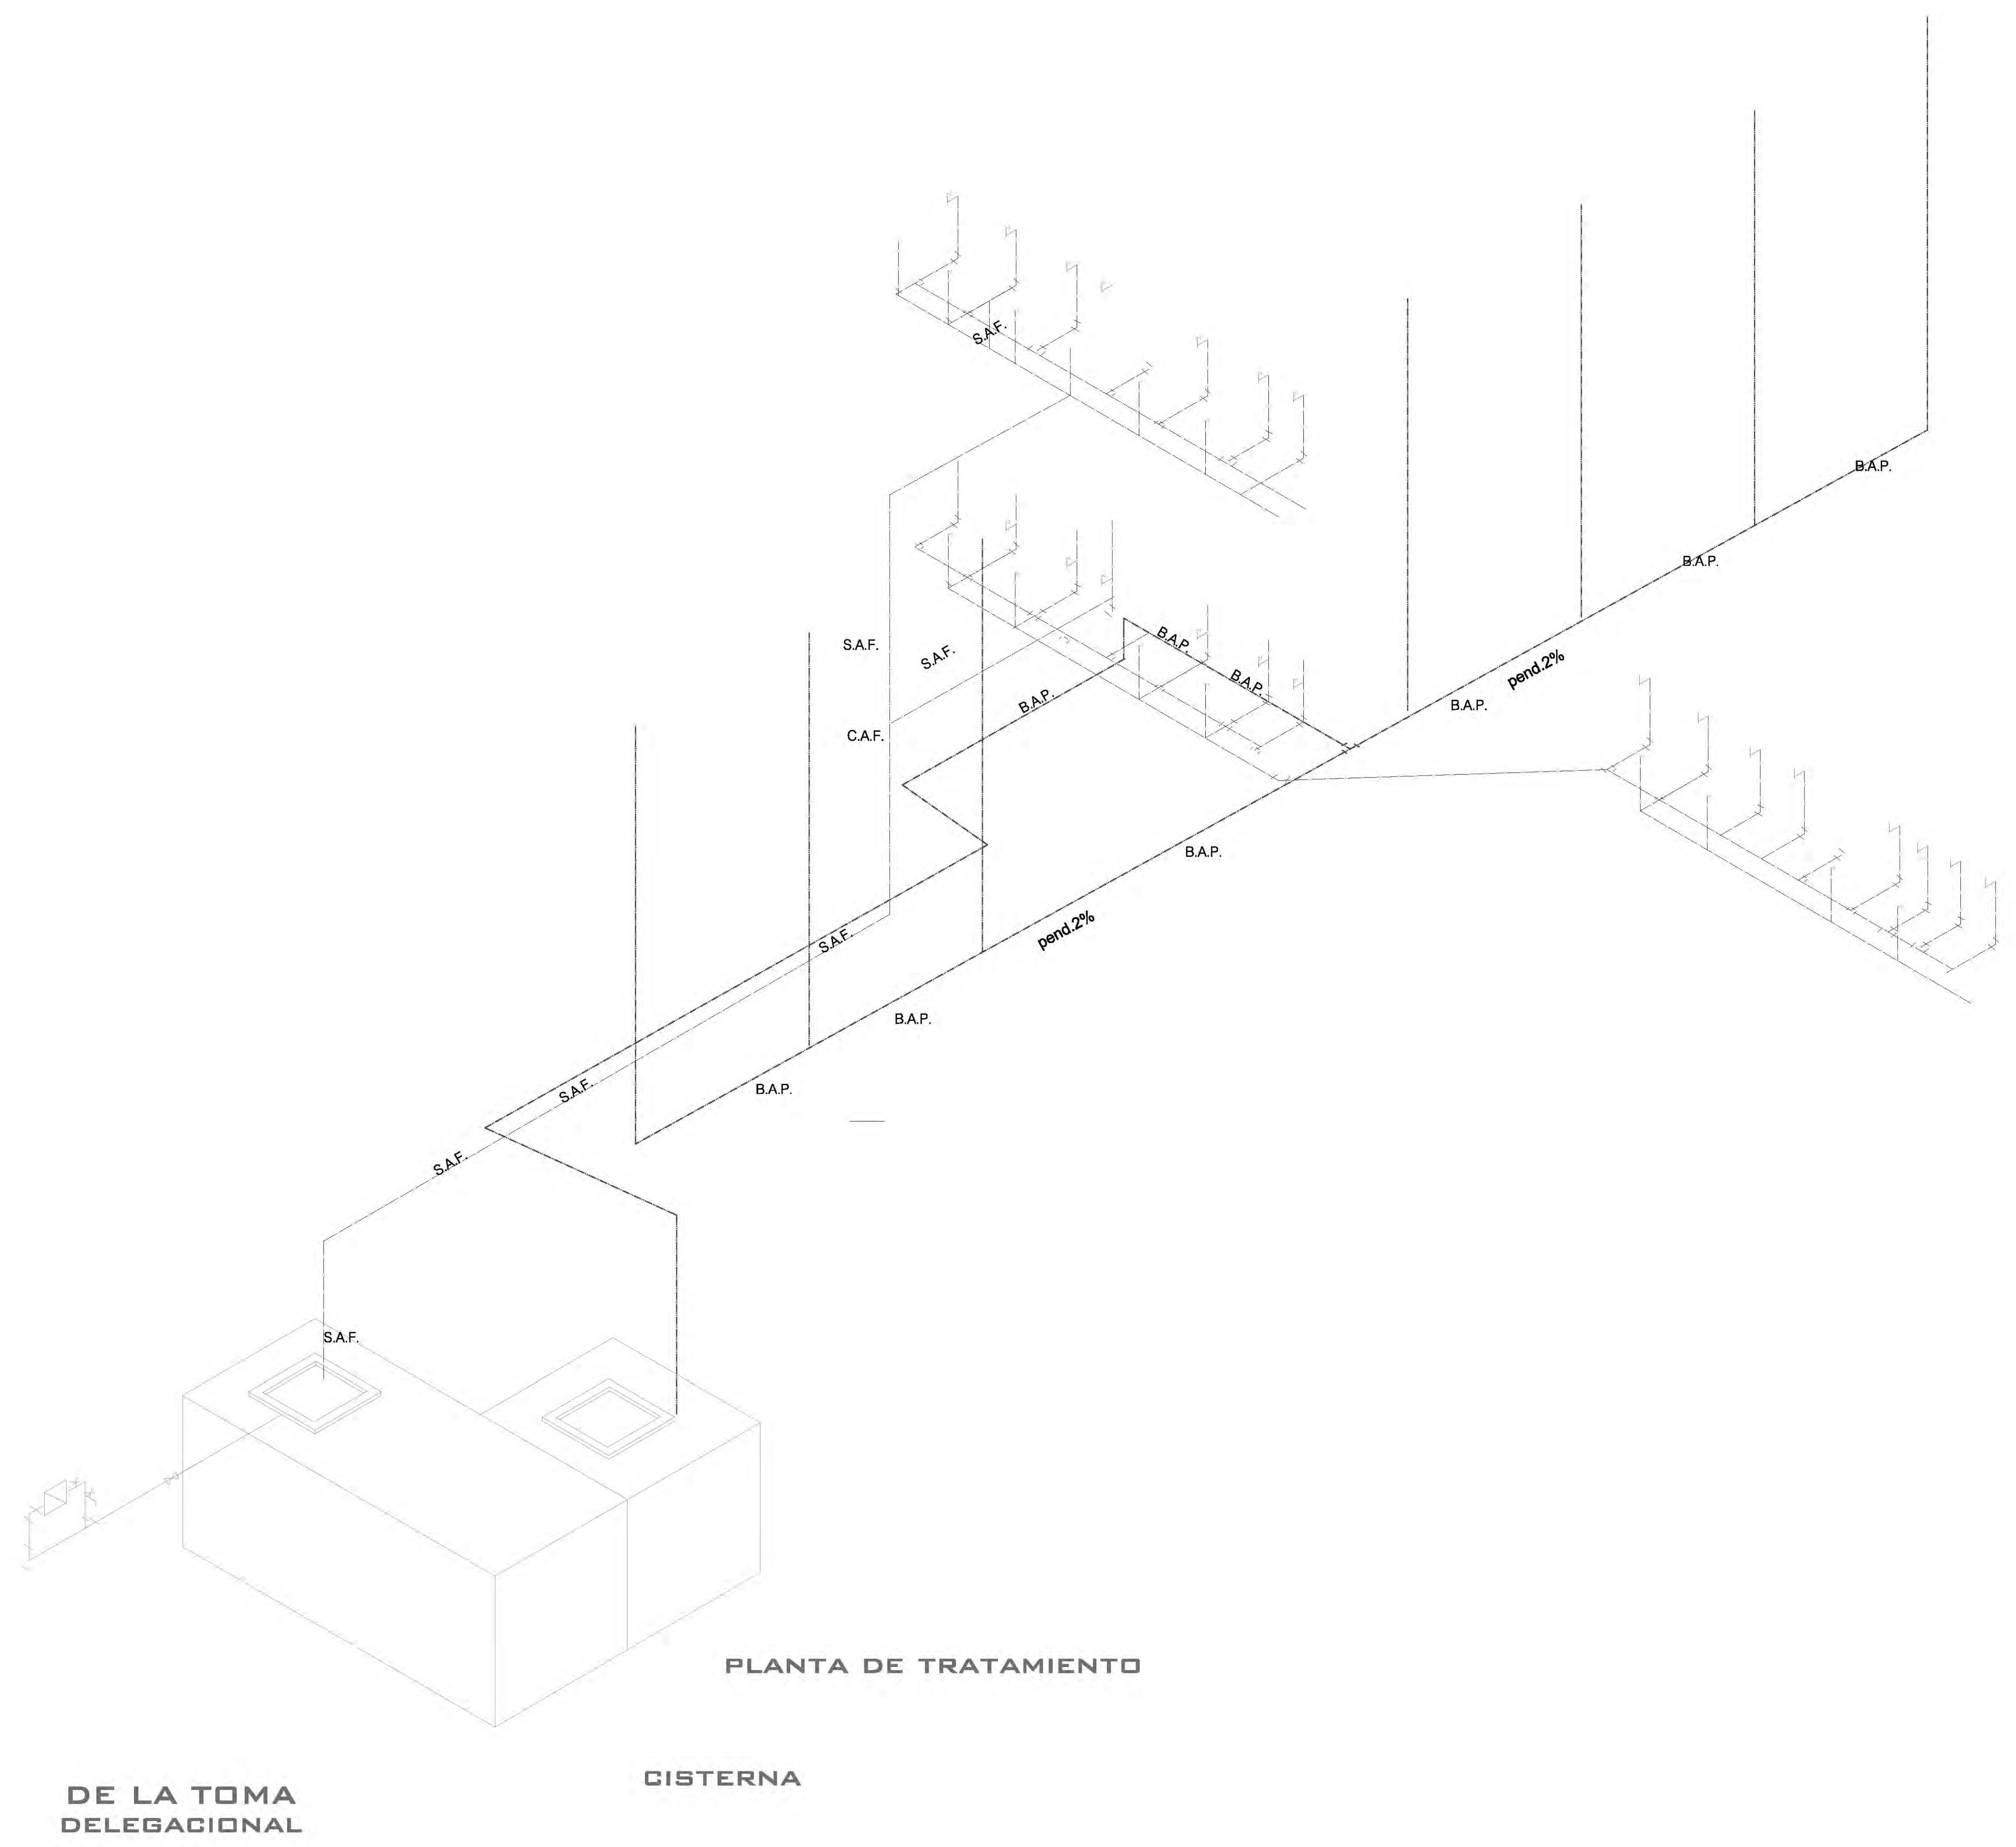 S.A.F.
B.A.P.
B.A.P.
B.A.P.
S.A.F.
S.A.F.
B.A.P.
pend.2%
B.A.P.
B.A.P.
B.A.P.
C.A.F.
B.A.P.
S.A.F.
pend.2%
B.A.P.
S.A.F.
B.A.P.
S.A.F.
S.A.F.
PLANTA DE TRATAMIENTO
CISTERNA
DE LA TOMA
DELEGACIONAL